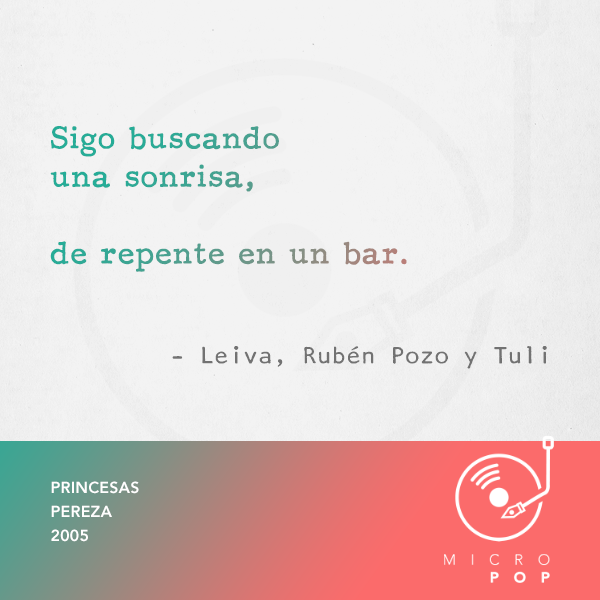 Sigo buscando
una sonrisa,
de repente en un bar.
- Leiva, Rubén Pozo y Tuli
PRINCESAS
PEREZA
2005
MICRO
POP